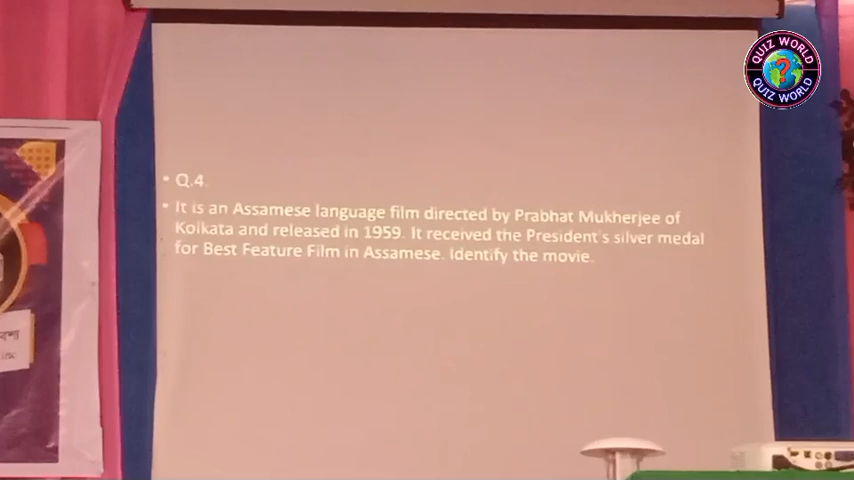 QUIZ WORLD
QUIZ WORLD
• Q.4.
• It is an Assamese language film directed by Prabhat Mukherjee of
Kolkata and released in 1959. It received the President's silver medal
for Best Feature Film in Assamese. Identify the movie.